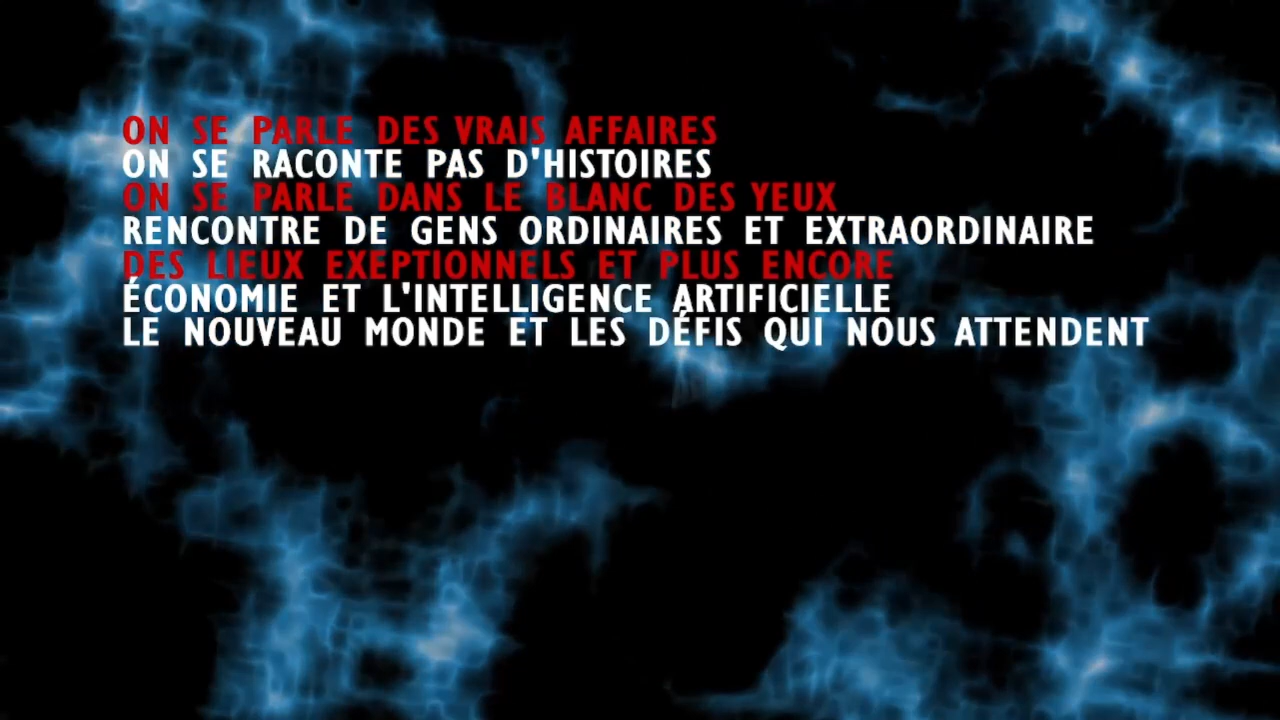 ON SE PARLE DES VRAIS AFFAIRES
ON SE RACONTE PAS D'HISTOIRES
ON SE PARLE DANS LE BLANC DES YEUX
RENCONTRE DE GENS ORDINAIRES ET EXTRAORDINAIRE
DES LIEUX EXEPTIONNELS ET PLUS ENCORE
ÉCONOMIE ET L'INTELLIGENCE ARTIFICIELLE
LE NOUVEAU MONDE ET LES DÉFIS QUI NOUS ATTENDENT